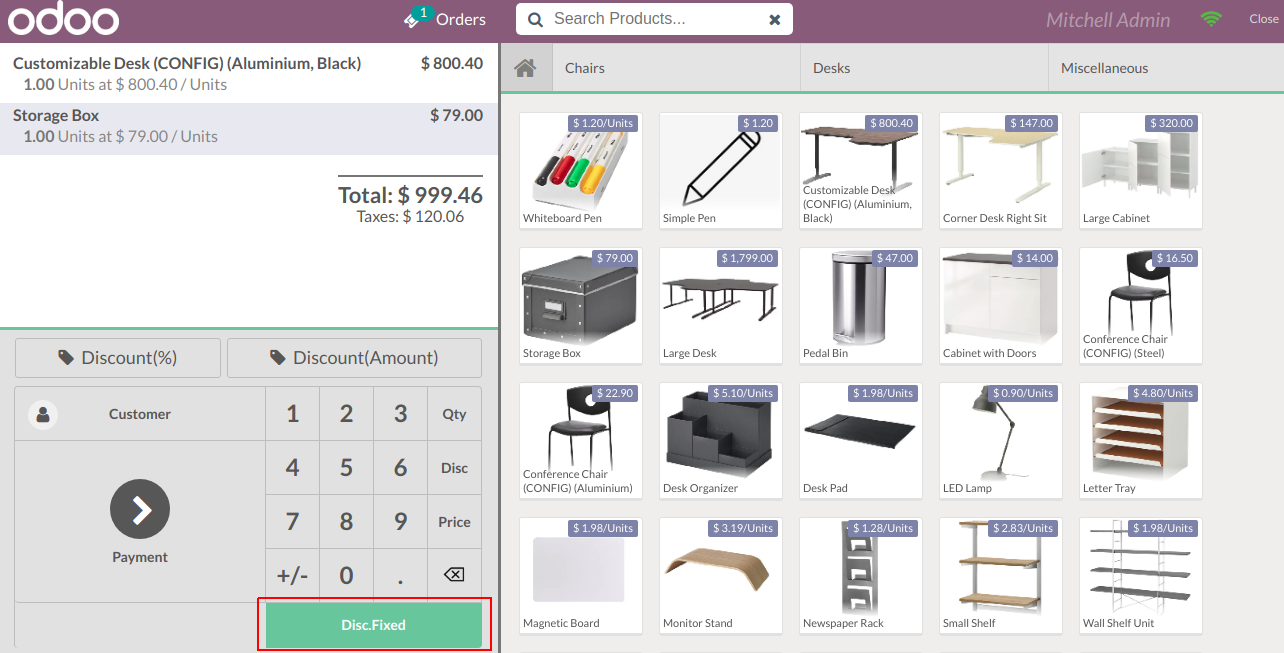 odoo
1
Orders
Search Products...
Mitchell Admin
Close
Customizable Desk (CONFIG) (Aluminium, Black) $ 800.40
1.00 Units at $ 800.40 / Units
Storage Box $ 79.00
1.00 Units at $ 79.00 / Units
Total: $ 999.46
Taxes: $ 120.06
Discount(%)
Discount(Amount)
Customer
1 2 3 Qty
4 5 6 Disc
7 8 9 Price
Payment
+/- 0 .
Disc.Fixed
Chairs
Desks
Miscellaneous
$ 1.20/Units
Whiteboard Pen
$ 1.20
Simple Pen
$ 800.40
Customizable Desk
(CONFIG) (Aluminium,
Black)
$ 147.00
Corner Desk Right Sit
$ 320.00
Large Cabinet
$ 79.00
Storage Box
$ 1,799.00
Large Desk
$ 47.00
Pedal Bin
$ 14.00
Cabinet with Doors
$ 16.50
Conference Chair
(CONFIG) (Steel)
$ 22.90
Conference Chair
(CONFIG) (Aluminium)
$ 5.10/Units
Desk Organizer
$ 1.98/Units
Desk Pad
$ 0.90/Units
LED Lamp
$ 4.80/Units
Letter Tray
$ 1.98/Units
Magnetic Board
$ 3.19/Units
Monitor Stand
$ 1.28/Units
Newspaper Rack
$ 2.83/Units
Small Shelf
$ 1.98/Units
Wall Shelf Unit